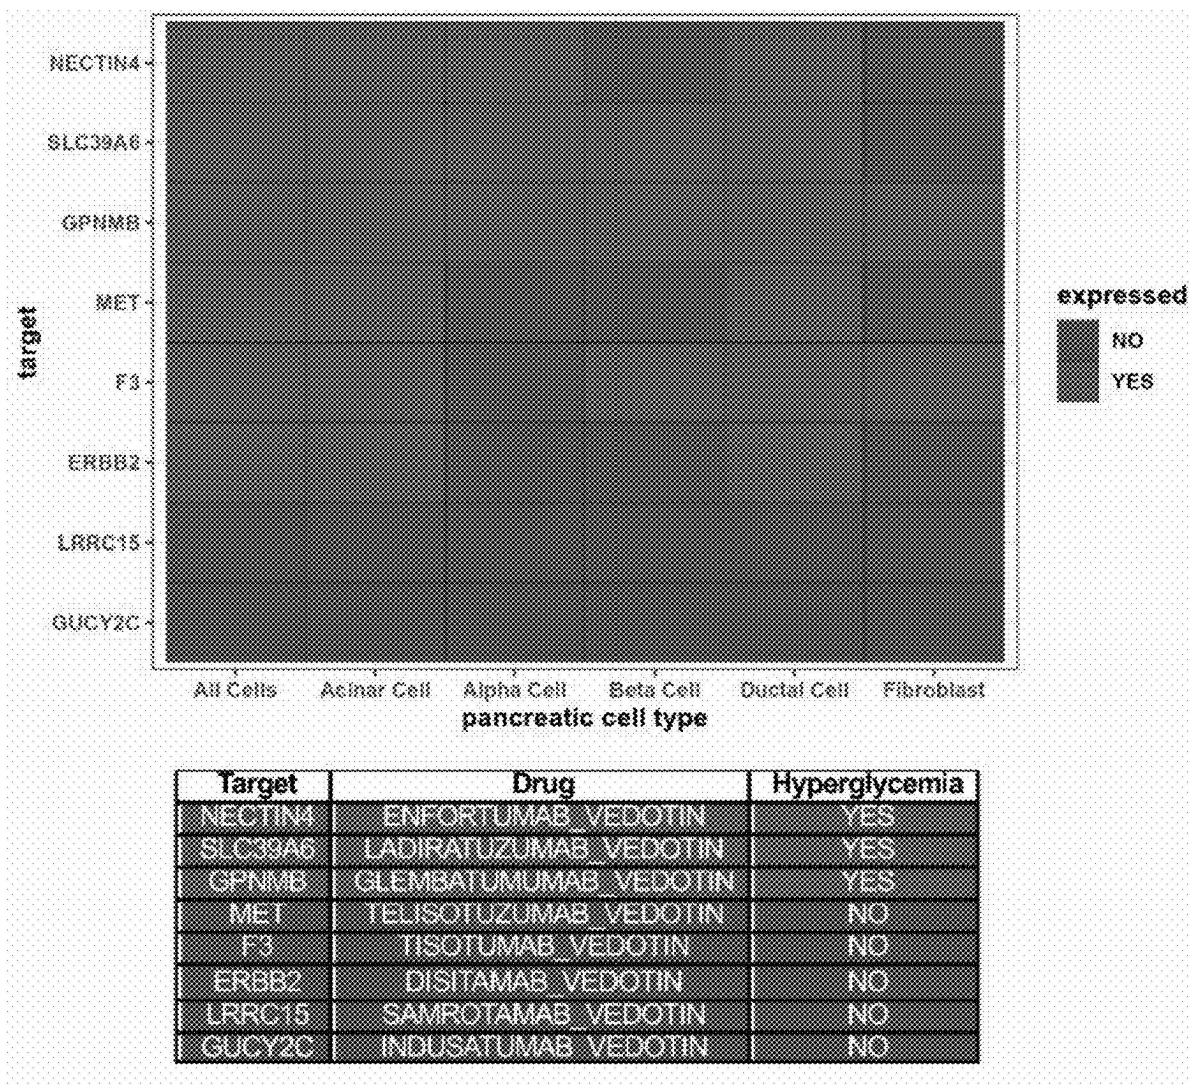 NECTIN4
SLC39A6
GPNMB
MET
F3
ERBB2
LRRC15
GUCY2C
target
All Cells Acinar Cell Alpha Cell Beta Cell Ductal Cell Fibroblast
pancreatic cell type
expressed
NO
YES
Target Drug Hyperglycemia
NECTIN4 ENFORTUMAB_VEDOTIN YES
SLC39A6 LADIRATUZUMAB_VEDOTIN YES
GPNMB GLEMBATUMUMAB_VEDOTIN YES
MET TELISOTUZUMAB_VEDOTIN NO
F3 TISOTUMAB_VEDOTIN NO
ERBB2 DISITAMAB_VEDOTIN NO
LRRC15 SAMROTAMAB_VEDOTIN NO
GUCY2C INDUSATUMAB_VEDOTIN NO